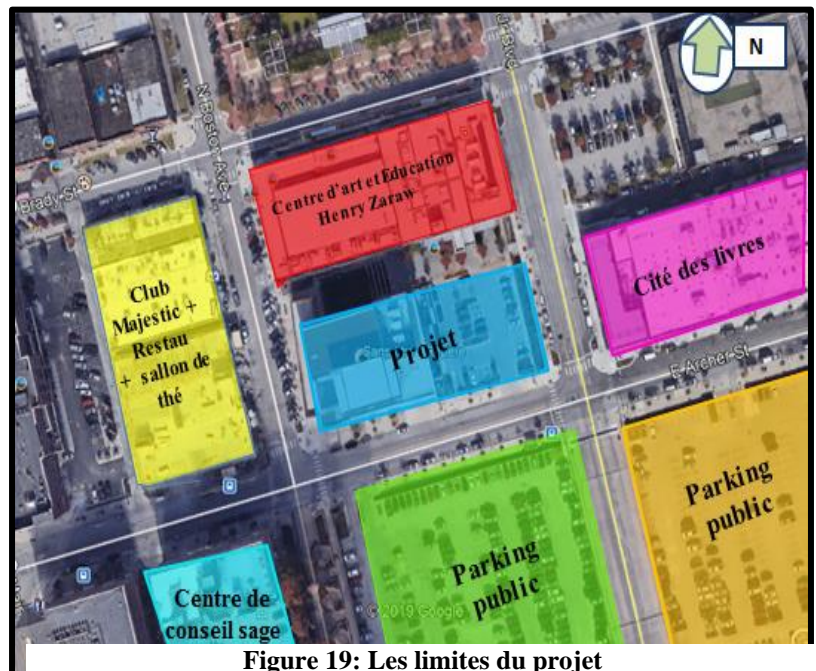 N
Jr Blvd
N Boston Ave
Brady St
Centre d'art et Education
Henry Zaraw
Cité des livres
Club
Majestic +
Restau
+ sallon de
thé
Projet
E Archer St
Parking
public
Parking
public
Centre de
conseil sage
© 2019 Google
Figure 19: Les limites du projet